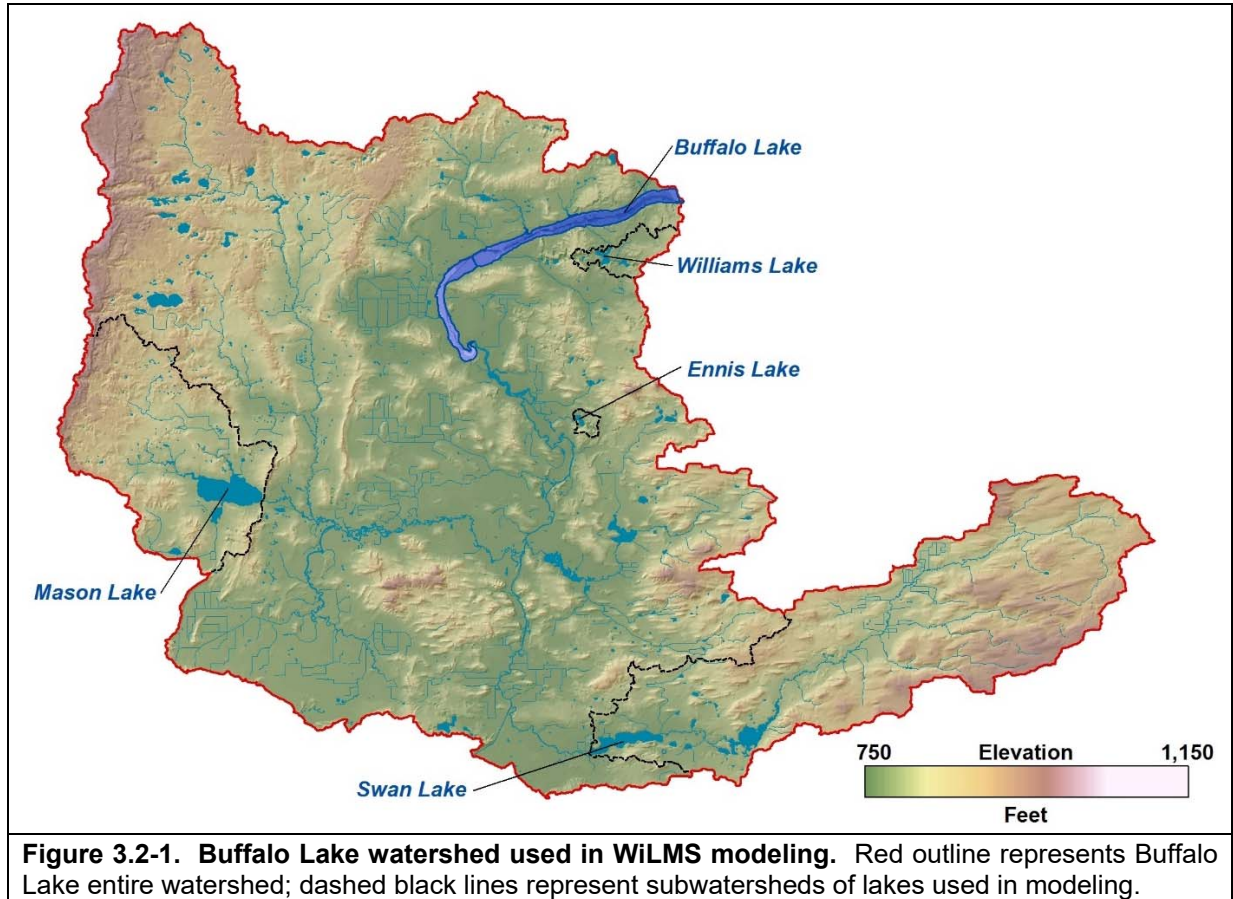 Buffalo Lake
Williams Lake
Ennis Lake
Mason Lake
Swan Lake
750 Elevation 1,150
Feet
Figure 3.2-1. Buffalo Lake watershed used in WiLMS modeling. Red outline represents Buffalo
Lake entire watershed; dashed black lines represent subwatersheds of lakes used in modeling.